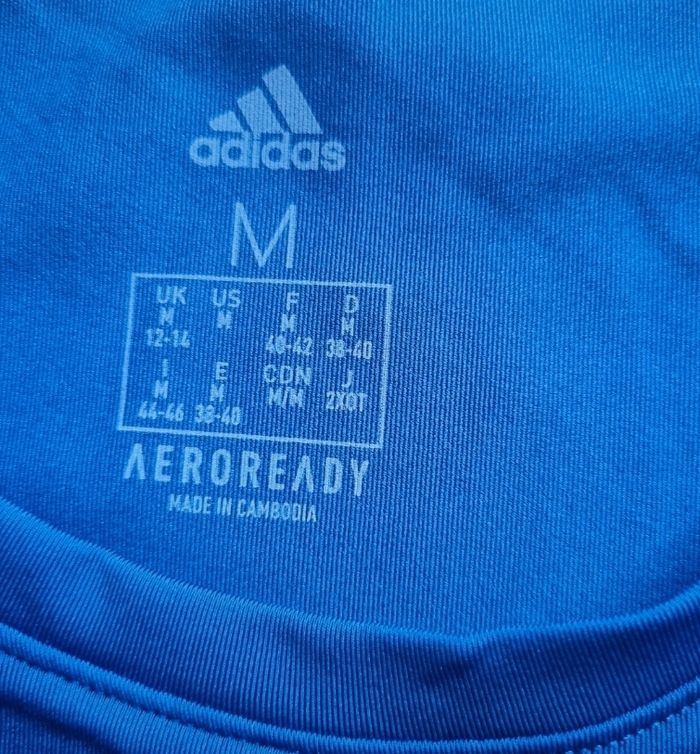 adidas
M
UK US F D
M M M M
12-14 40-42 38-40
I E CDN J
M M M/M 2XOT
44-46 38-40
AEROREADY
MADE IN CAMBODIA